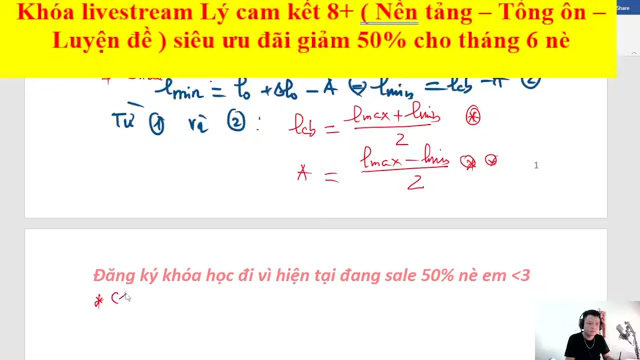 Khóa livestream Lý cam kết 8+ ( Nền tảng – Tổng ôn –
Luyện đề ) siêu ưu đãi giảm 50% cho tháng 6 nè
lmin = l0 + Δl0 – A ⇔ lmin = lcb – A ②
Từ ① và ② : lcb = (lmax + lmin) / 2 (*)
A = (lmax – lmin) / 2 (*)(*)
1
Đăng ký khóa học đi vì hiện tại đang sale 50% nè em <3